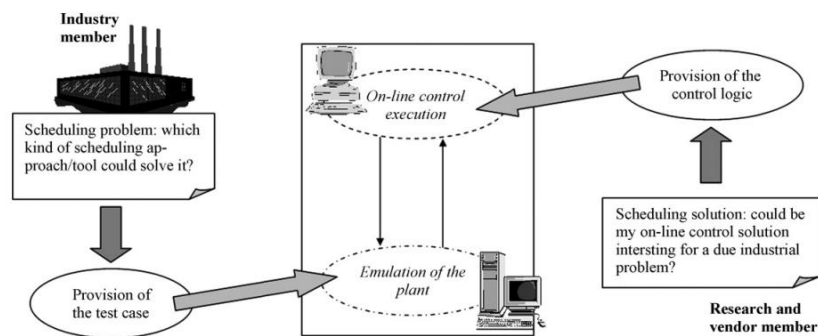 Industry
member
Scheduling problem: which
kind of scheduling ap-
proach/tool could solve it?
Provision of
the test case
On-line control
execution
Emulation of the
plant
Provision of the
control logic
Scheduling solution: could be
my on-line control solution
intersting for a due industrial
problem?
Research and
vendor member